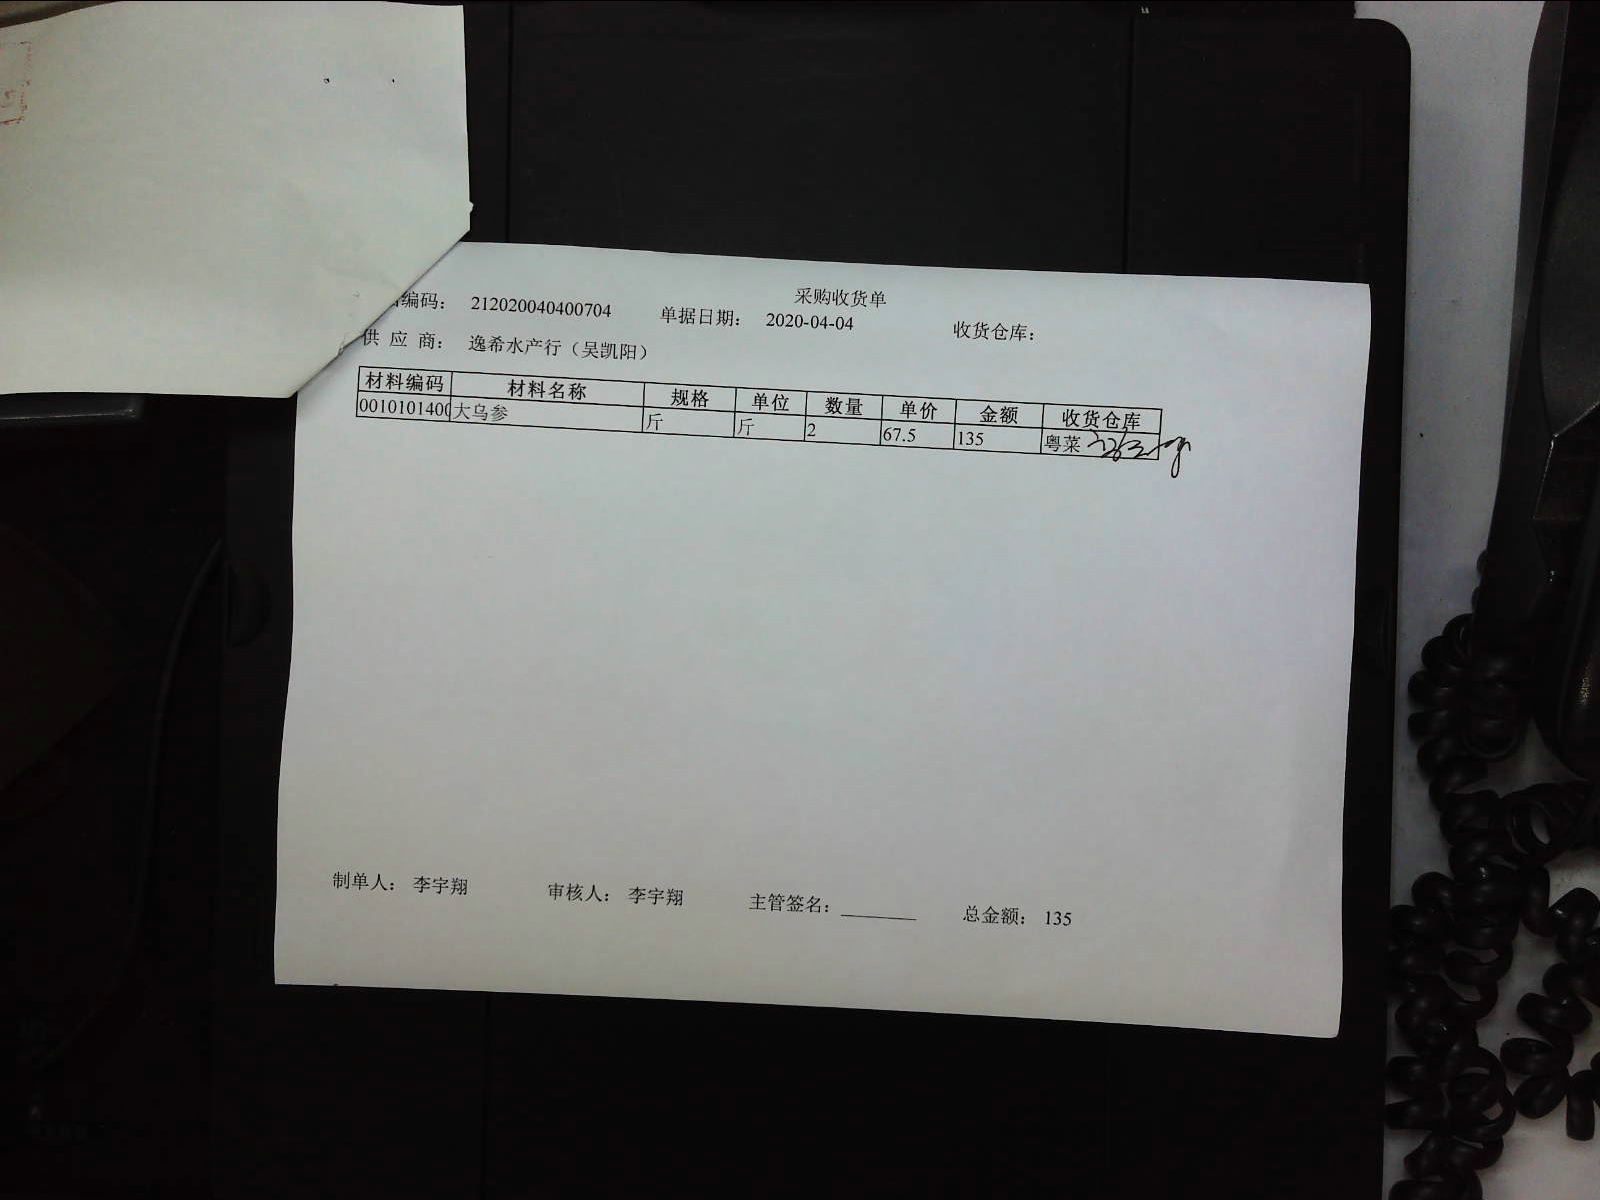 采购收货单
编码： 212020040400704 单据日期： 2020-04-04 收货仓库：
供 应 商： 逸希水产行（吴凯阳）
材料编码 材料名称 规格 单位 数量 单价 金额 收货仓库
0010101400 大乌参 斤 斤 2 67.5 135 粤菜
制单人： 李宇翔 审核人： 李宇翔 主管签名：________ 总金额： 135